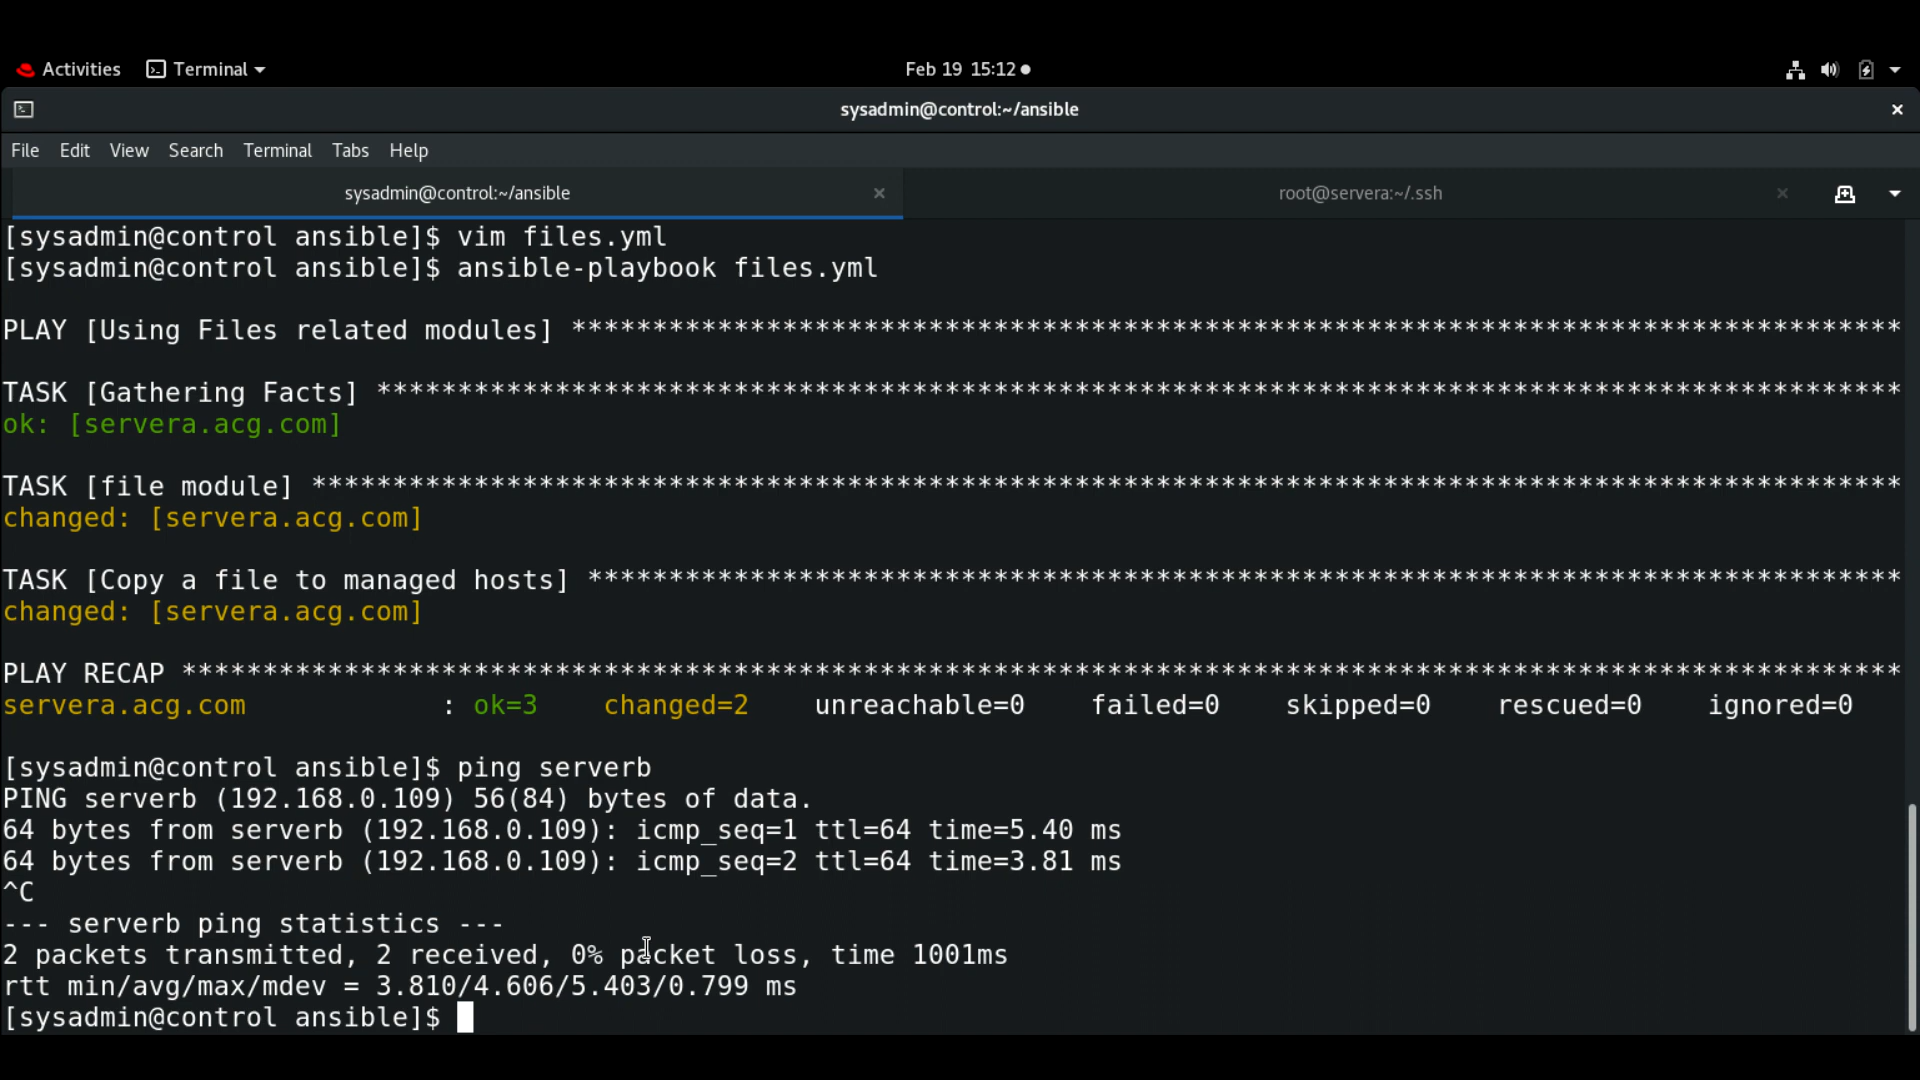 Activities Terminal Feb 19 15:12
sysadmin@control:~/ansible
File Edit View Search Terminal Tabs Help
sysadmin@control:~/ansible root@servera:~/.ssh
[sysadmin@control ansible]$ vim files.yml
[sysadmin@control ansible]$ ansible-playbook files.yml
PLAY [Using Files related modules] **********************************************************************************
TASK [Gathering Facts] **********************************************************************************************
ok: [servera.acg.com]
TASK [file module] **************************************************************************************************
changed: [servera.acg.com]
TASK [Copy a file to managed hosts] *********************************************************************************
changed: [servera.acg.com]
PLAY RECAP **********************************************************************************************************
servera.acg.com : ok=3 changed=2 unreachable=0 failed=0 skipped=0 rescued=0 ignored=0
[sysadmin@control ansible]$ ping serverb
PING serverb (192.168.0.109) 56(84) bytes of data.
64 bytes from serverb (192.168.0.109): icmp_seq=1 ttl=64 time=5.40 ms
64 bytes from serverb (192.168.0.109): icmp_seq=2 ttl=64 time=3.81 ms
^C
--- serverb ping statistics ---
2 packets transmitted, 2 received, 0% packet loss, time 1001ms
rtt min/avg/max/mdev = 3.810/4.606/5.403/0.799 ms
[sysadmin@control ansible]$